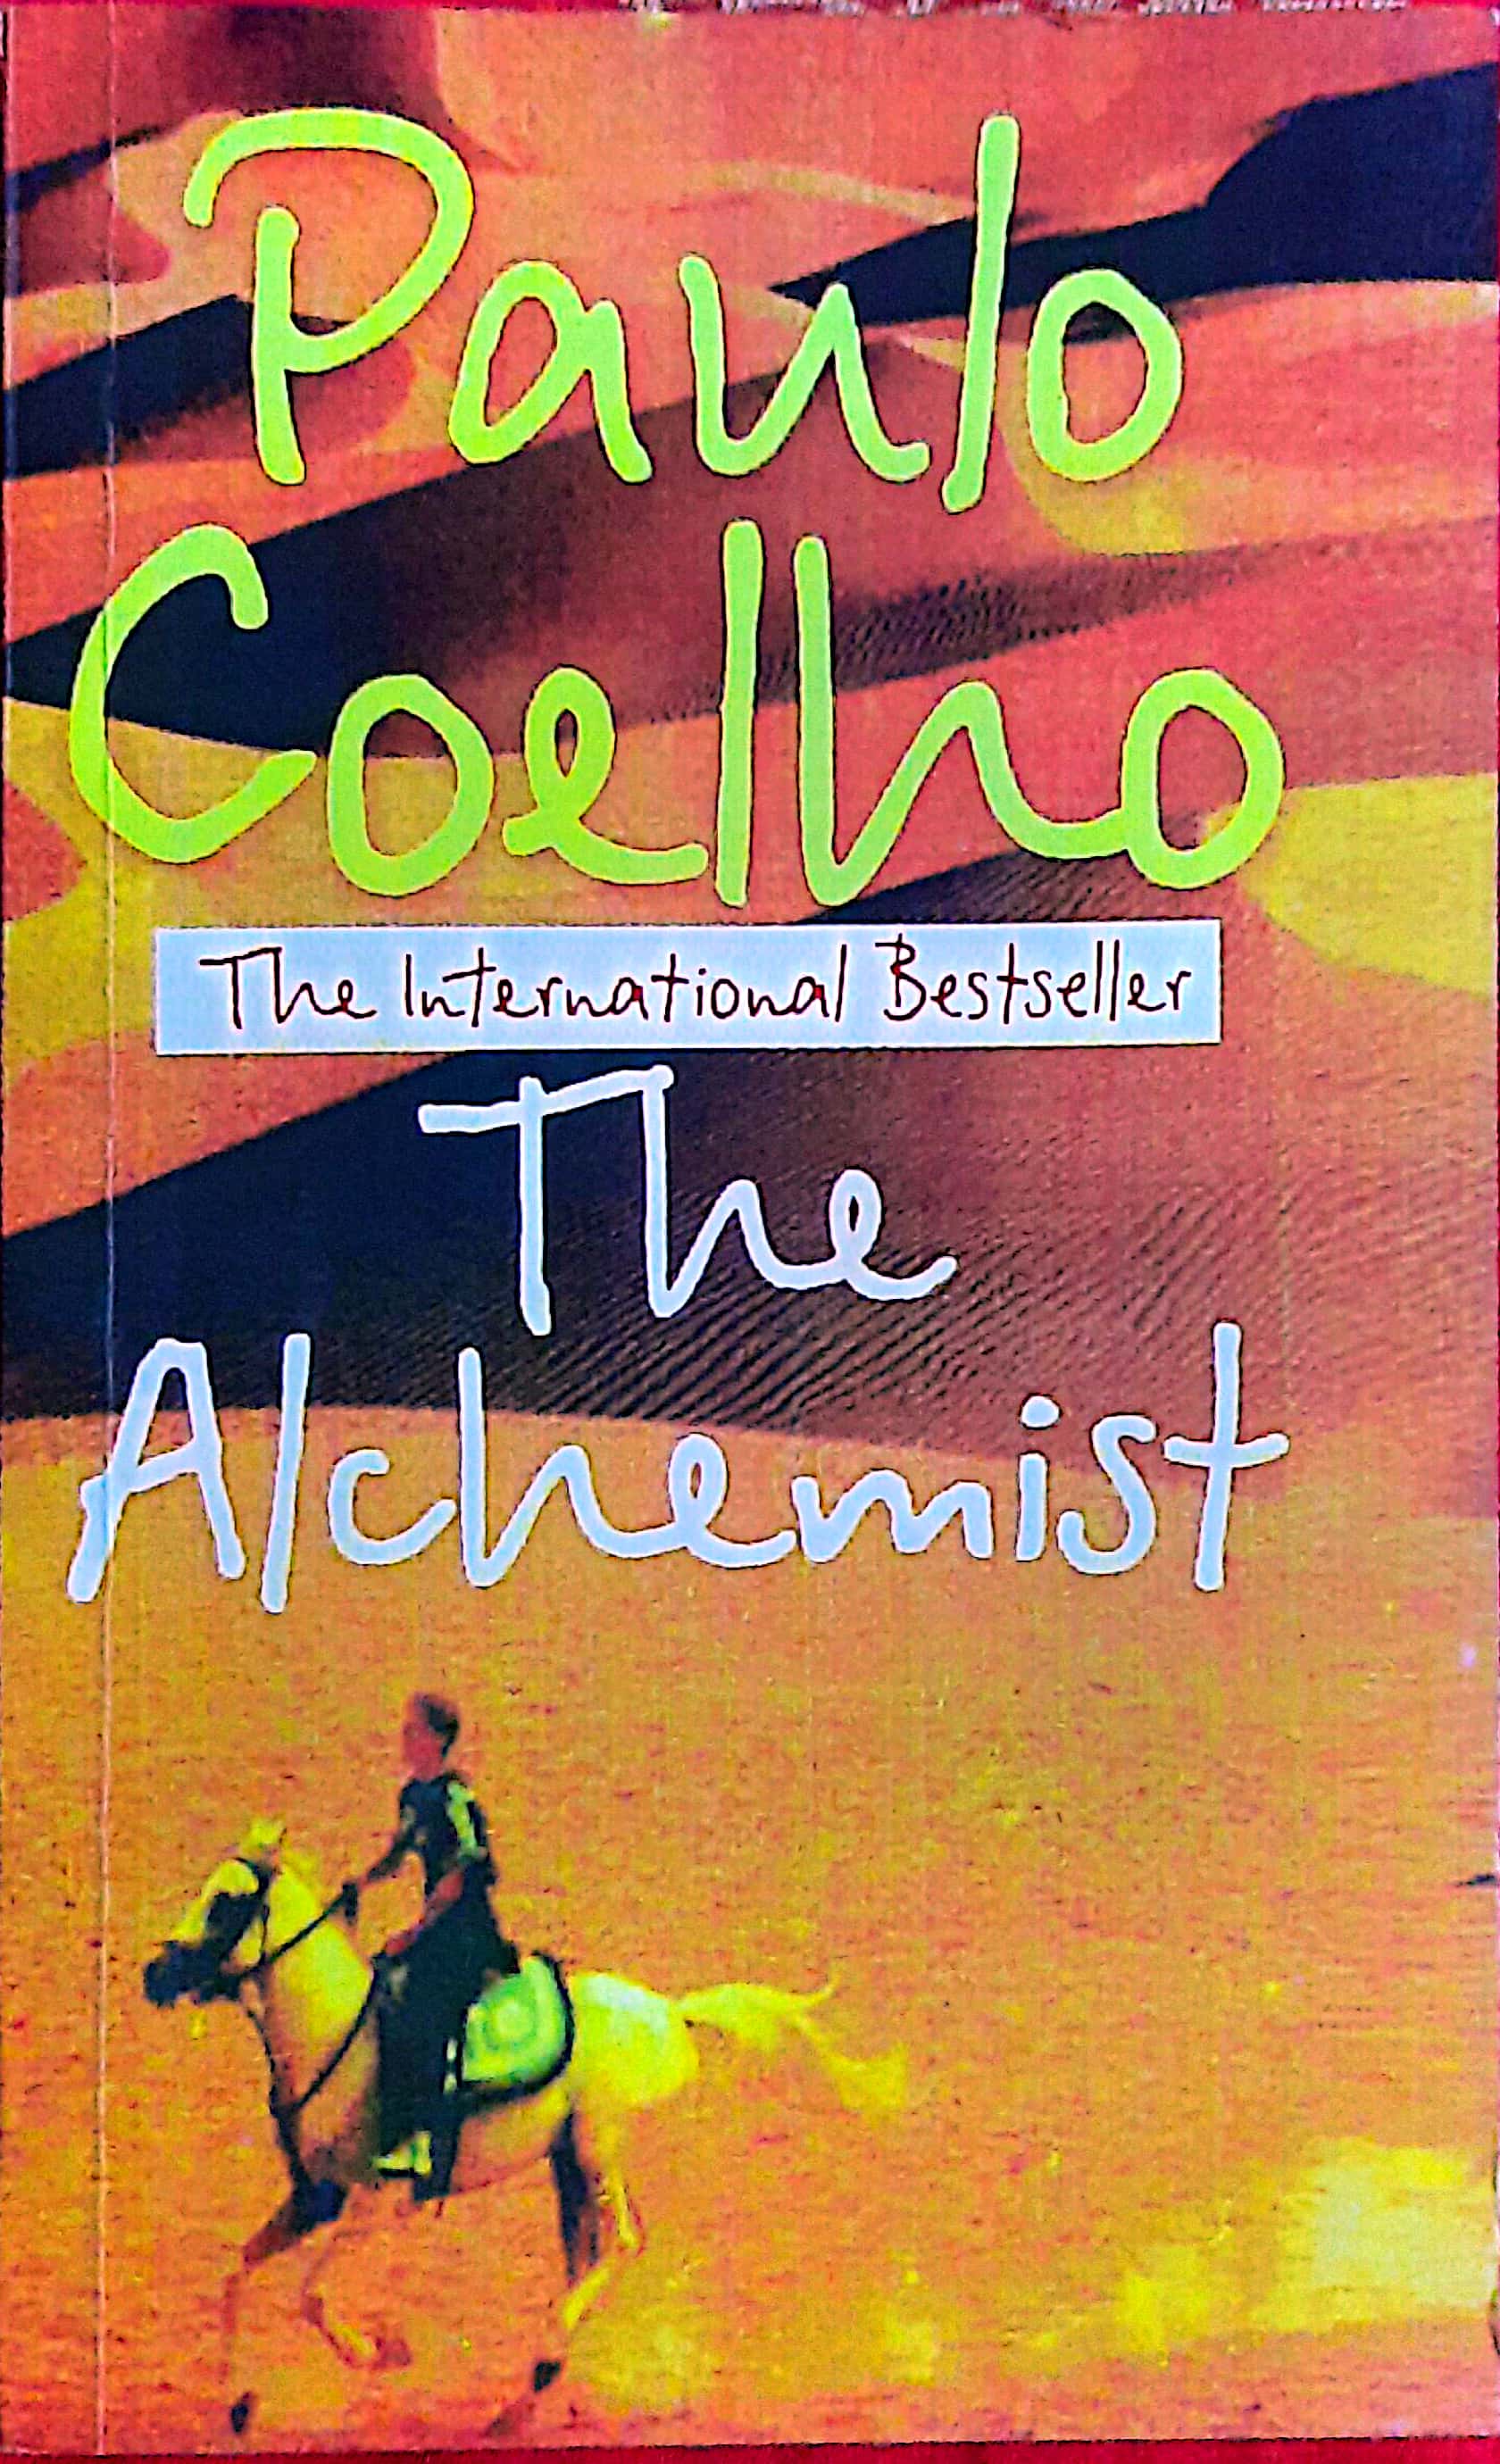 Paulo
Coelho
The International Bestseller
The
Alchemist